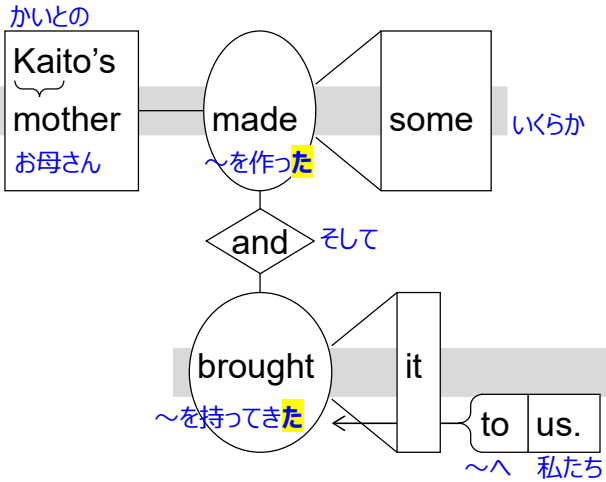 かいとの
Kaito's
mother
お母さん
made
～を作った
some
いくらか
and
そして
brought
～を持ってきた
it
to
～へ
us.
私たち